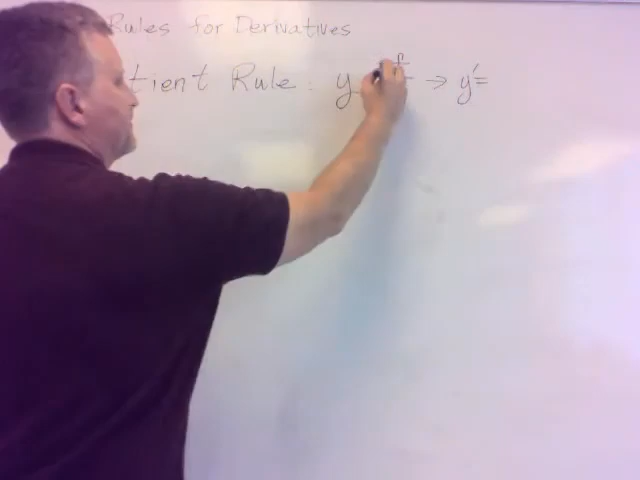 Rules for Derivatives
tient Rule : y f → y'=